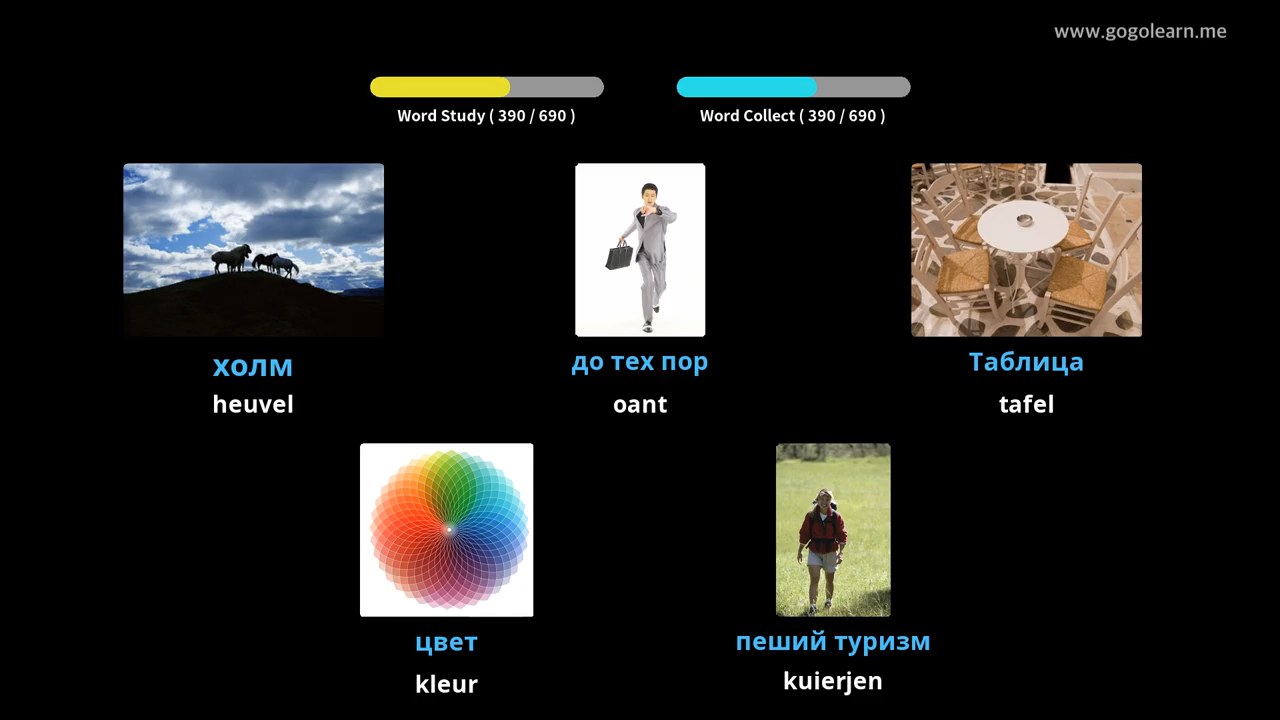 www.gogolearn.me
Word Study ( 390 / 690 )
Word Collect ( 390 / 690 )
холм
heuvel
до тех пор
oant
Таблица
tafel
цвет
kleur
пеший туризм
kuierjen